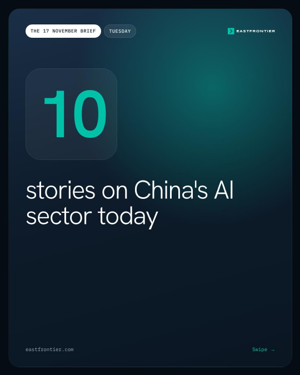 THE 17 NOVEMBER BRIEF
TUESDAY
EASTFRONTIER
10
stories on China's AI
sector today
eastfrontier.com
Swipe →